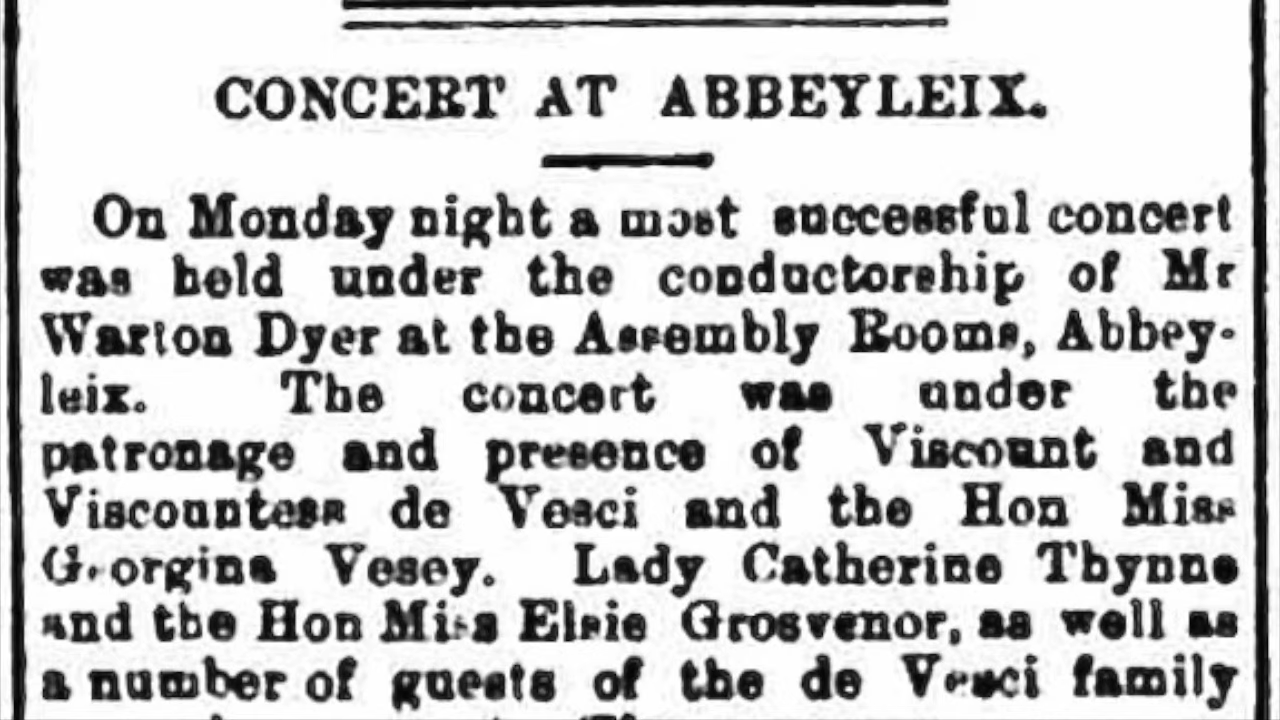 CONCERT AT ABBEYLEIX.
On Monday night a most successful concert
was held under the conductorship of Mr
Warton Dyer at the Assembly Rooms, Abbey-
leix. The concert was under the
patronage and presence of Viscount and
Viscountess de Vesci and the Hon Miss
Georgina Vesey. Lady Catherine Thynne
and the Hon Miss Elsie Grosvenor, as well as
a number of guests of the de Vesci family